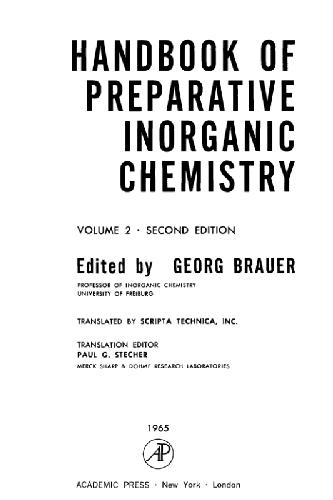 HANDBOOK OF
PREPARATIVE
INORGANIC
CHEMISTRY
VOLUME 2 · SECOND EDITION
Edited by GEORG BRAUER
PROFESSOR OF INORGANIC CHEMISTRY
UNIVERSITY OF FREIBURG
TRANSLATED BY SCRIPTA TECHNICA, INC.
TRANSLATION EDITOR
PAUL G. STECHER
MERCK SHARP & DOHME RESEARCH LABORATORIES
1965
AP
ACADEMIC PRESS · New York · London